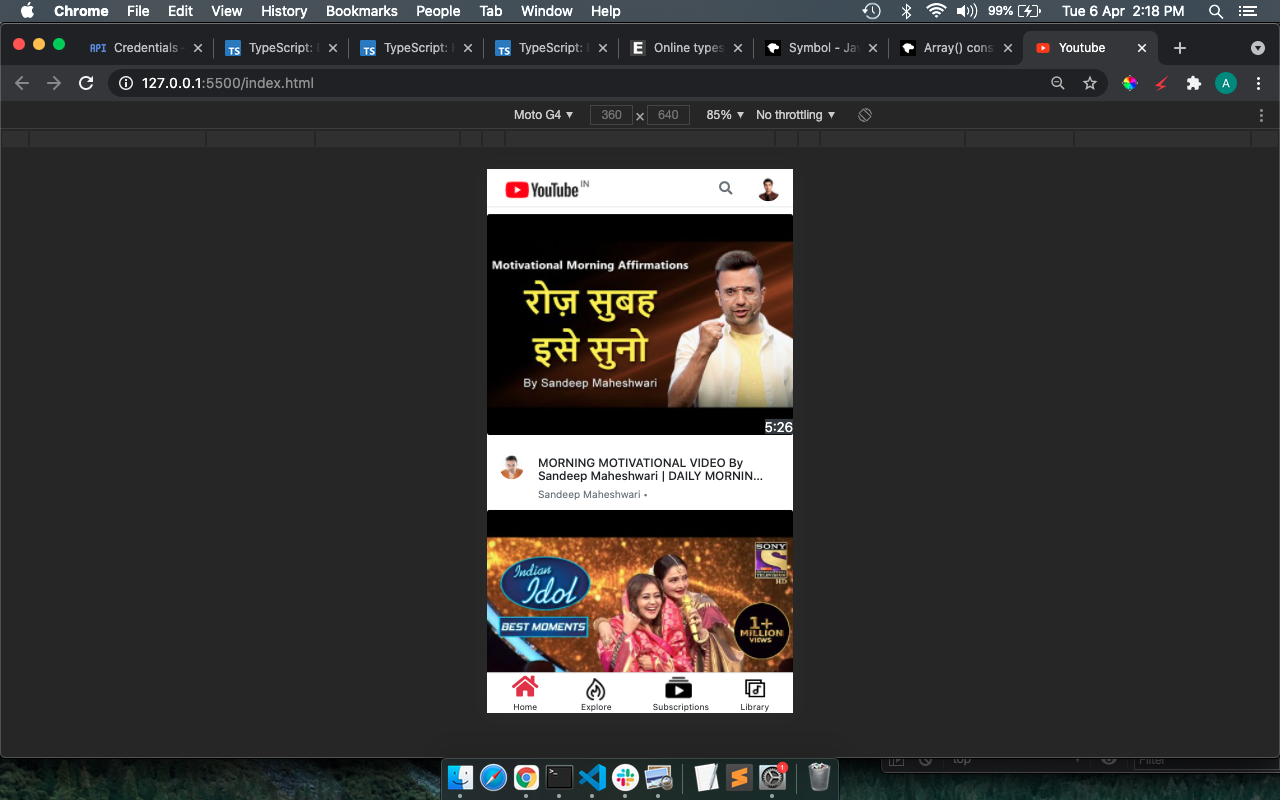 Chrome File Edit View History Bookmarks People Tab Window Help 99% Tue 6 Apr 2:18 PM
API Credentials TypeScript: TypeScript: TypeScript: Online types Symbol - Ja Array() cons Youtube
127.0.0.1:5500/index.html A
Moto G4 ▼ 360 × 640 85% ▼ No throttling ▼
YouTube IN
Motivational Morning Affirmations
रोज़ सुबह
इसे सुनो
By Sandeep Maheshwari
5:26
MORNING MOTIVATIONAL VIDEO By
Sandeep Maheshwari | DAILY MORNIN...
Sandeep Maheshwari •
SONY
S
TELEVISION
HD
Indian
Idol
BEST MOMENTS
1+
MILLION
VIEWS
Home Explore Subscriptions Library
top Filter
1